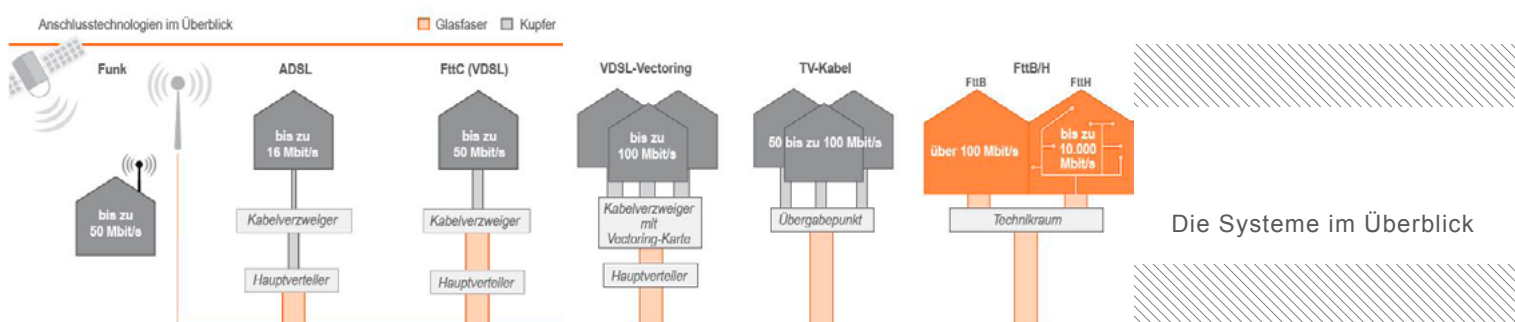 Anschlusstechnologien im Überblick
Glasfaser
Kupfer
Funk
bis zu
50 Mbit/s
ADSL
bis zu
16 Mbit/s
Kabelverzweiger
Hauptverteiler
FttC (VDSL)
bis zu
50 Mbit/s
Kabelverzweiger
Hauptverteiler
VDSL-Vectoring
bis zu
100 Mbit/s
Kabelverzweiger
mit
Vectoring-Karte
Hauptverteiler
TV-Kabel
50 bis zu 100 Mbit/s
Übergabepunkt
FttB/H
FttB
FttH
über 100 Mbit/s
bis zu
10.000
Mbit/s
Technikraum
Die Systeme im Überblick